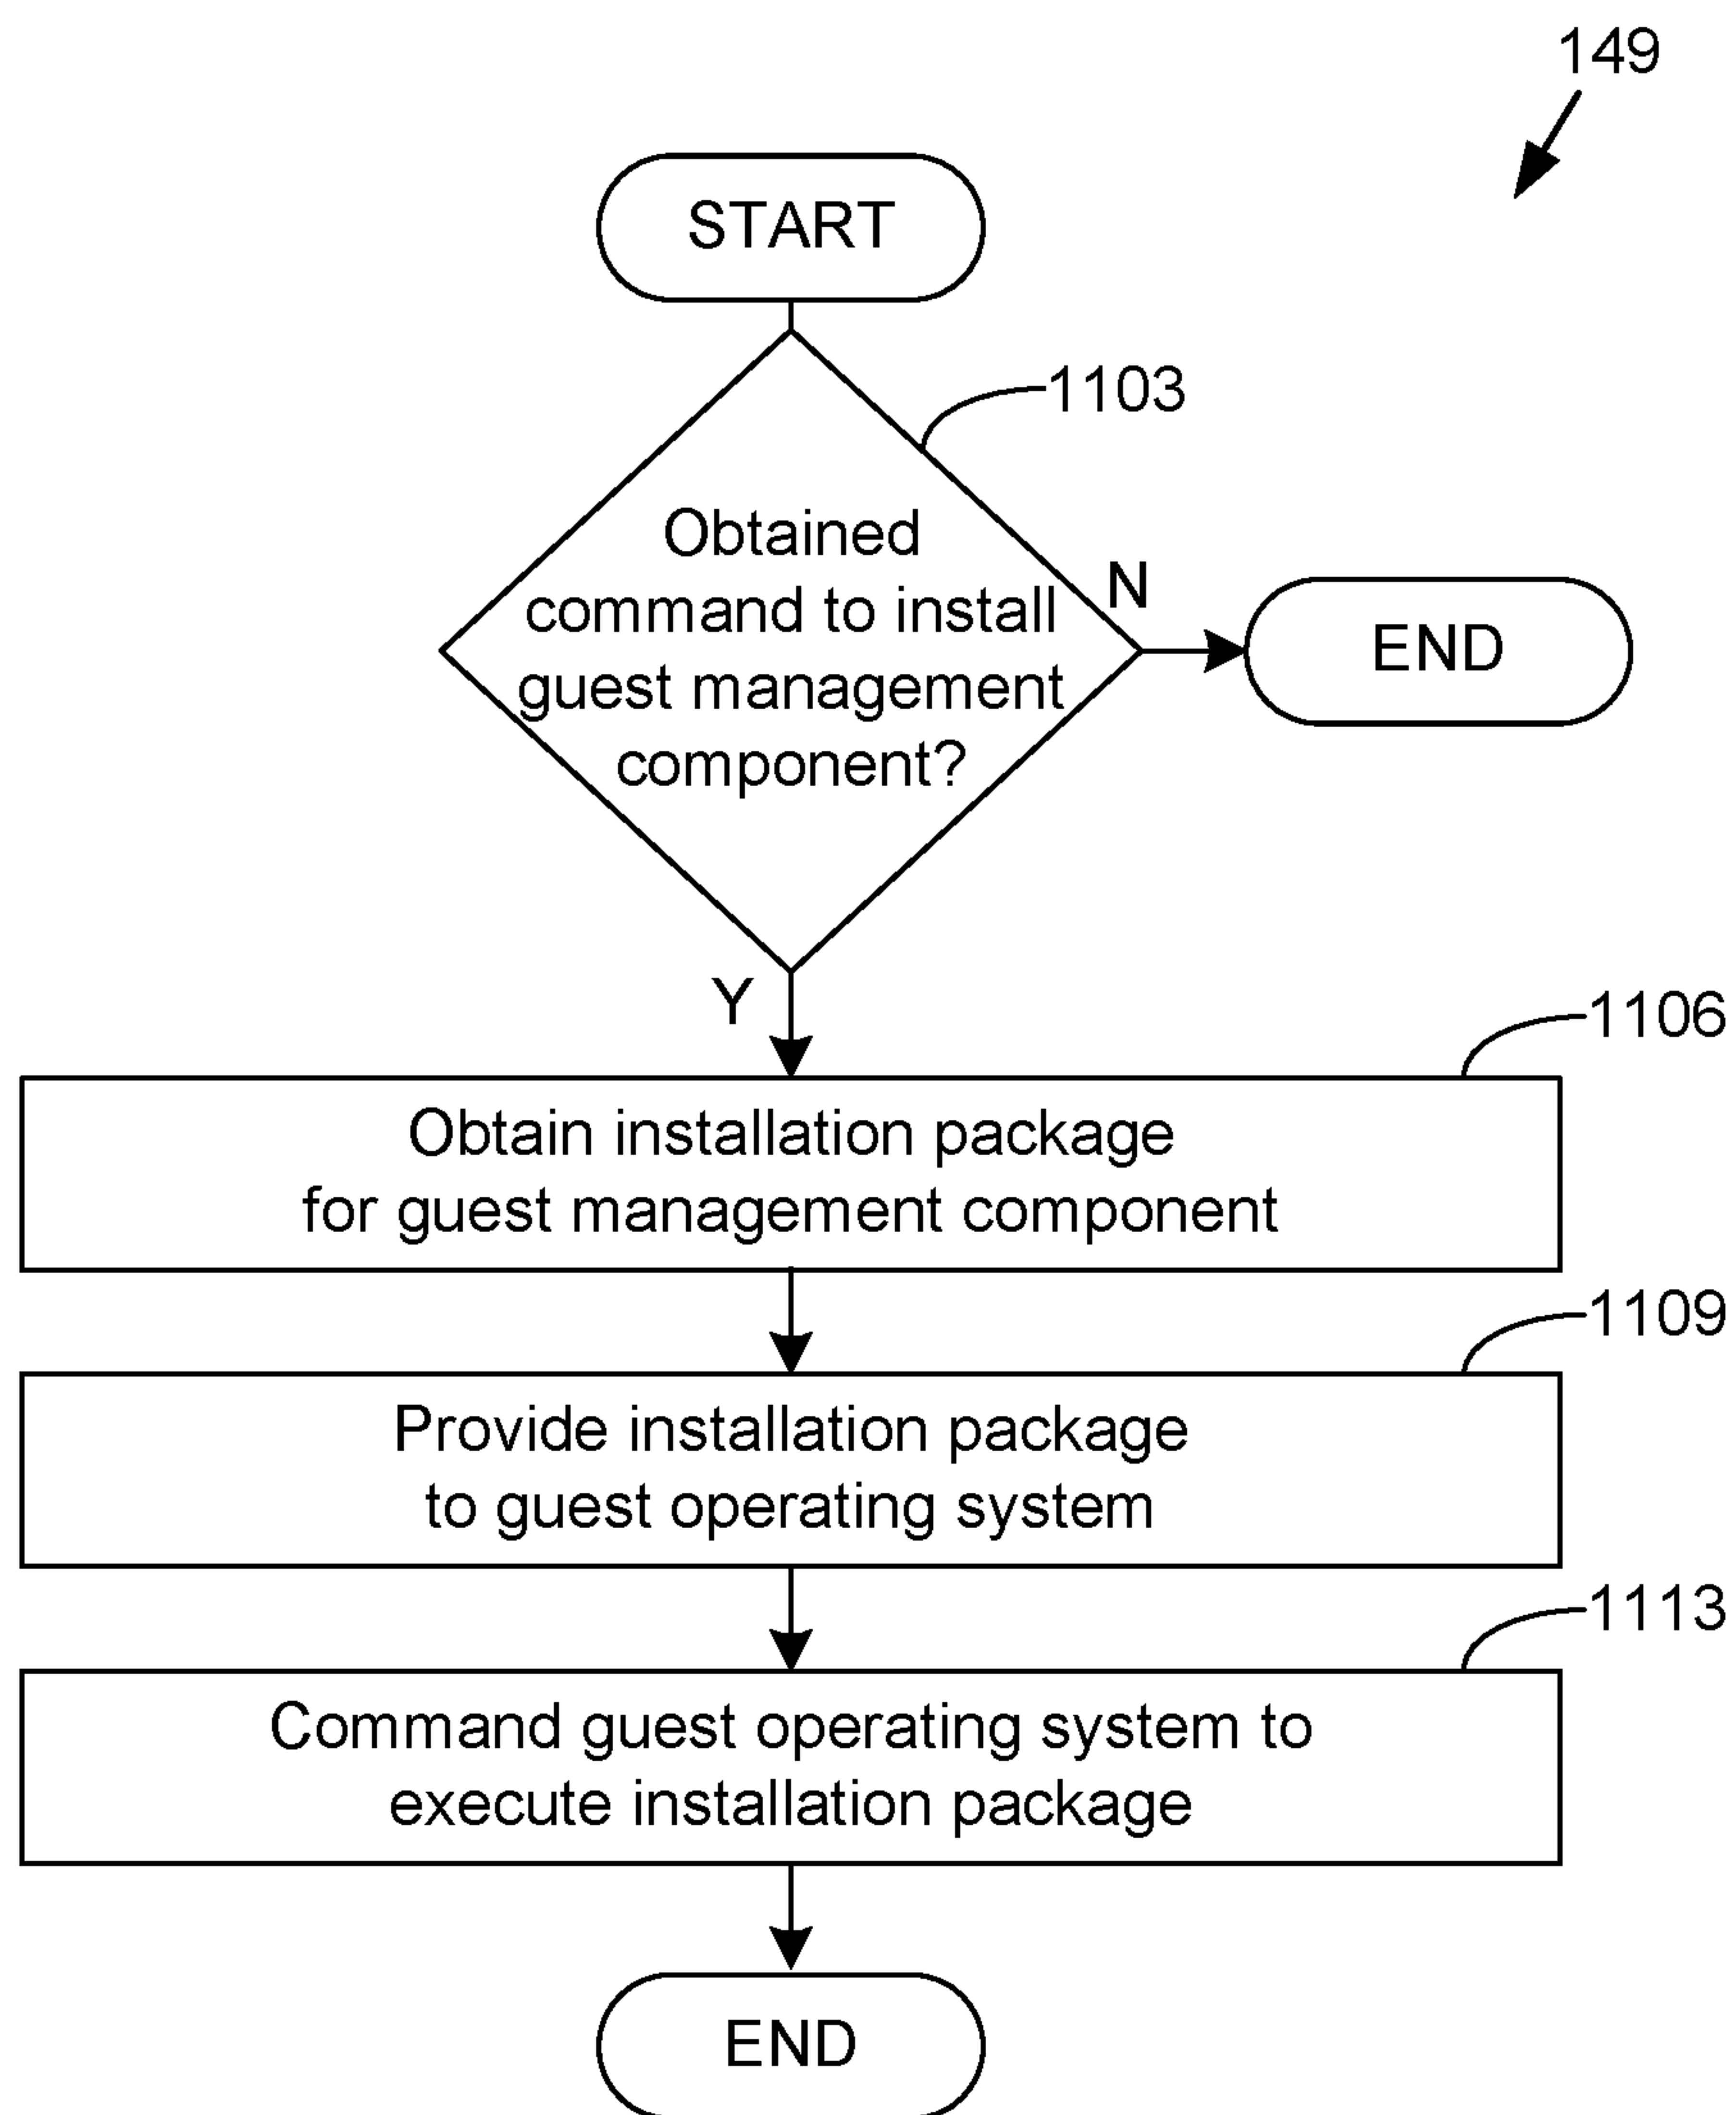 149
START
1103
Obtained
command to install
guest management
component?
N
END
Y
1106
Obtain installation package
for guest management component
1109
Provide installation package
to guest operating system
1113
Command guest operating system to
execute installation package
END